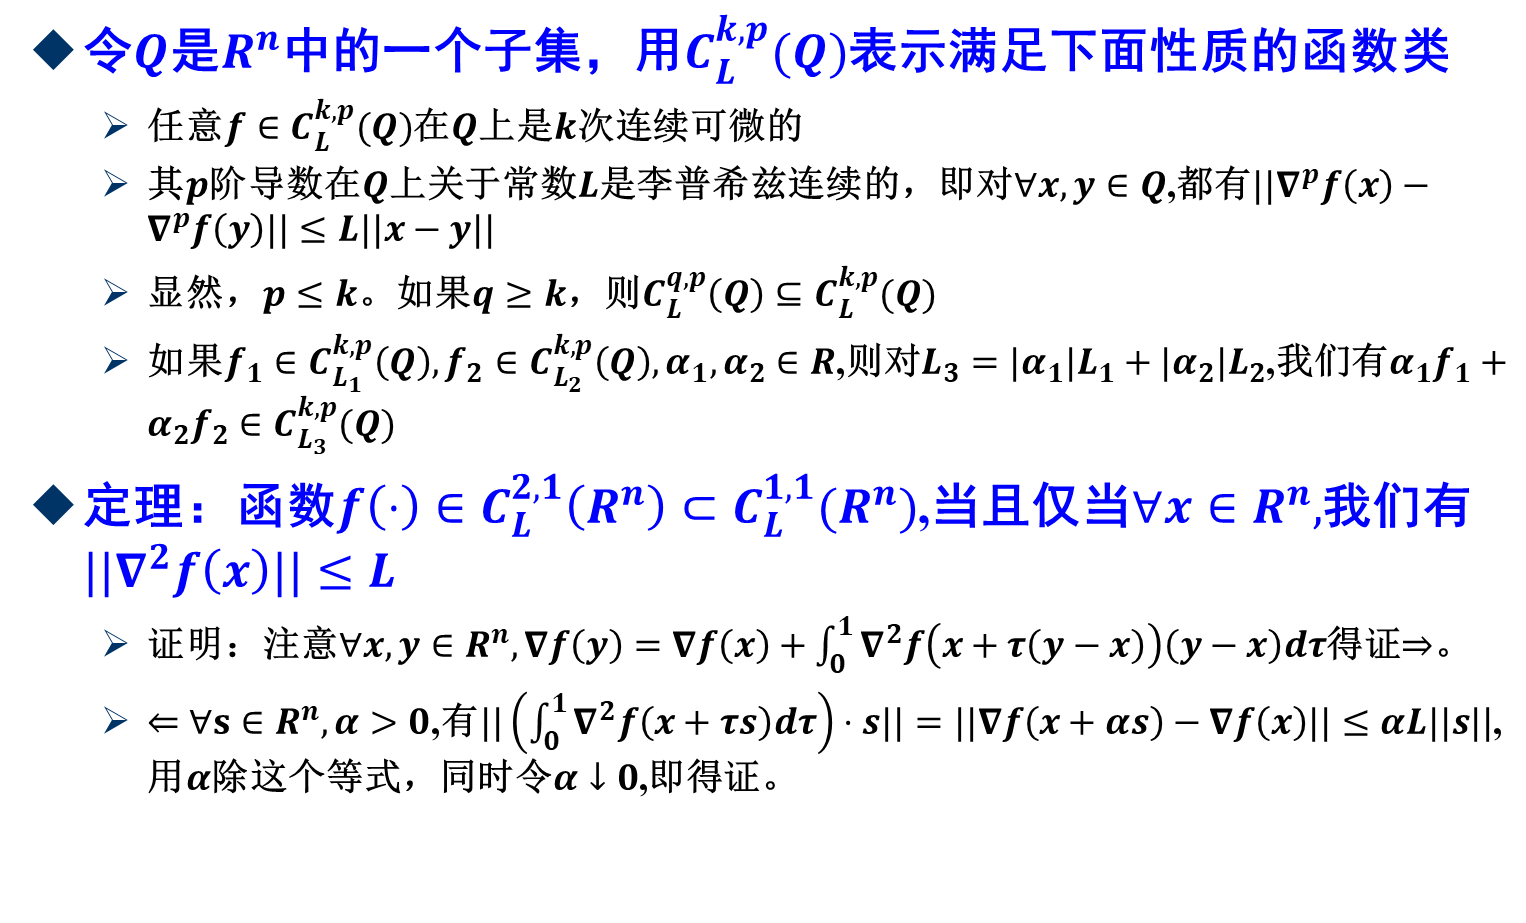 ◆ 令Q是Rⁿ中的一个子集，用C_L^{k,p}(Q)表示满足下面性质的函数类
➢ 任意f ∈ C_L^{k,p}(Q)在Q上是k次连续可微的
➢ 其p阶导数在Q上关于常数L是李普希兹连续的，即对∀x, y ∈ Q,都有||∇^p f(x) −
∇^p f(y)|| ≤ L||x − y||
➢ 显然，p ≤ k。如果q ≥ k，则C_L^{q,p}(Q) ⊆ C_L^{k,p}(Q)
➢ 如果f₁ ∈ C_{L₁}^{k,p}(Q), f₂ ∈ C_{L₂}^{k,p}(Q), α₁, α₂ ∈ R,则对L₃ = |α₁|L₁ + |α₂|L₂,我们有α₁f₁ +
α₂f₂ ∈ C_{L₃}^{k,p}(Q)
◆ 定理：函数f(·) ∈ C_L^{2,1}(Rⁿ) ⊂ C_L^{1,1}(Rⁿ),当且仅当∀x ∈ Rⁿ,我们有
||∇²f(x)|| ≤ L
➢ 证明：注意∀x, y ∈ Rⁿ, ∇f(y) = ∇f(x) + ∫₀¹ ∇²f(x + τ(y − x))(y − x)dτ得证⇒。
➢ ⇐ ∀s ∈ Rⁿ, α > 0,有||(∫₀¹ ∇²f(x + τs)dτ) · s|| = ||∇f(x + αs) − ∇f(x)|| ≤ αL||s||,
用α除这个等式，同时令α ↓ 0,即得证。